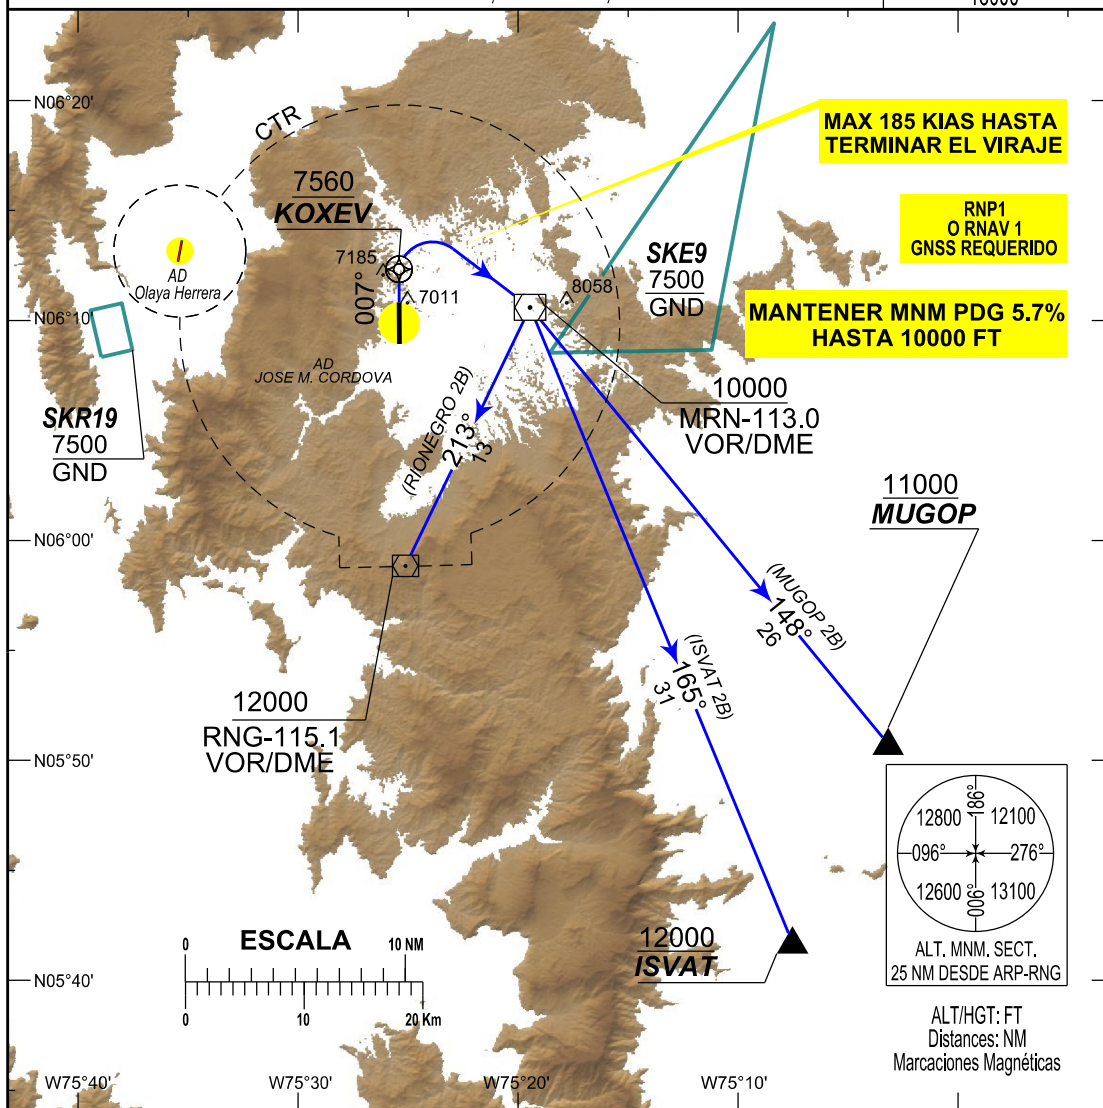 10000
N06°20'
CTR
MAX 185 KIAS HASTA
TERMINAR EL VIRAJE
7560
KOXEV
RNP1
O RNAV 1
GNSS REQUERIDO
7185
SKE9
7500
GND
AD
Olaya Herrera
007°
7011
8058
N06°10'
MANTENER MNM PDG 5.7%
HASTA 10000 FT
AD
JOSE M. CORDOVA
10000
MRN-113.0
VOR/DME
SKR19
7500
GND
(RIONEGRO 2B)
213°
13
11000
MUGOP
N06°00'
(MUGOP 2B)
148°
26
(ISVAT 2B)
165°
31
12000
RNG-115.1
VOR/DME
N05°50'
186°
12800
12100
096°
276°
12600
13100
006°
ALT. MNM. SECT.
25 NM DESDE ARP-RNG
12000
ISVAT
0
ESCALA
10 NM
0
10
20 Km
N05°40'
ALT/HGT: FT
Distances: NM
Marcaciones Magnéticas
W75°40'
W75°30'
W75°20'
W75°10'